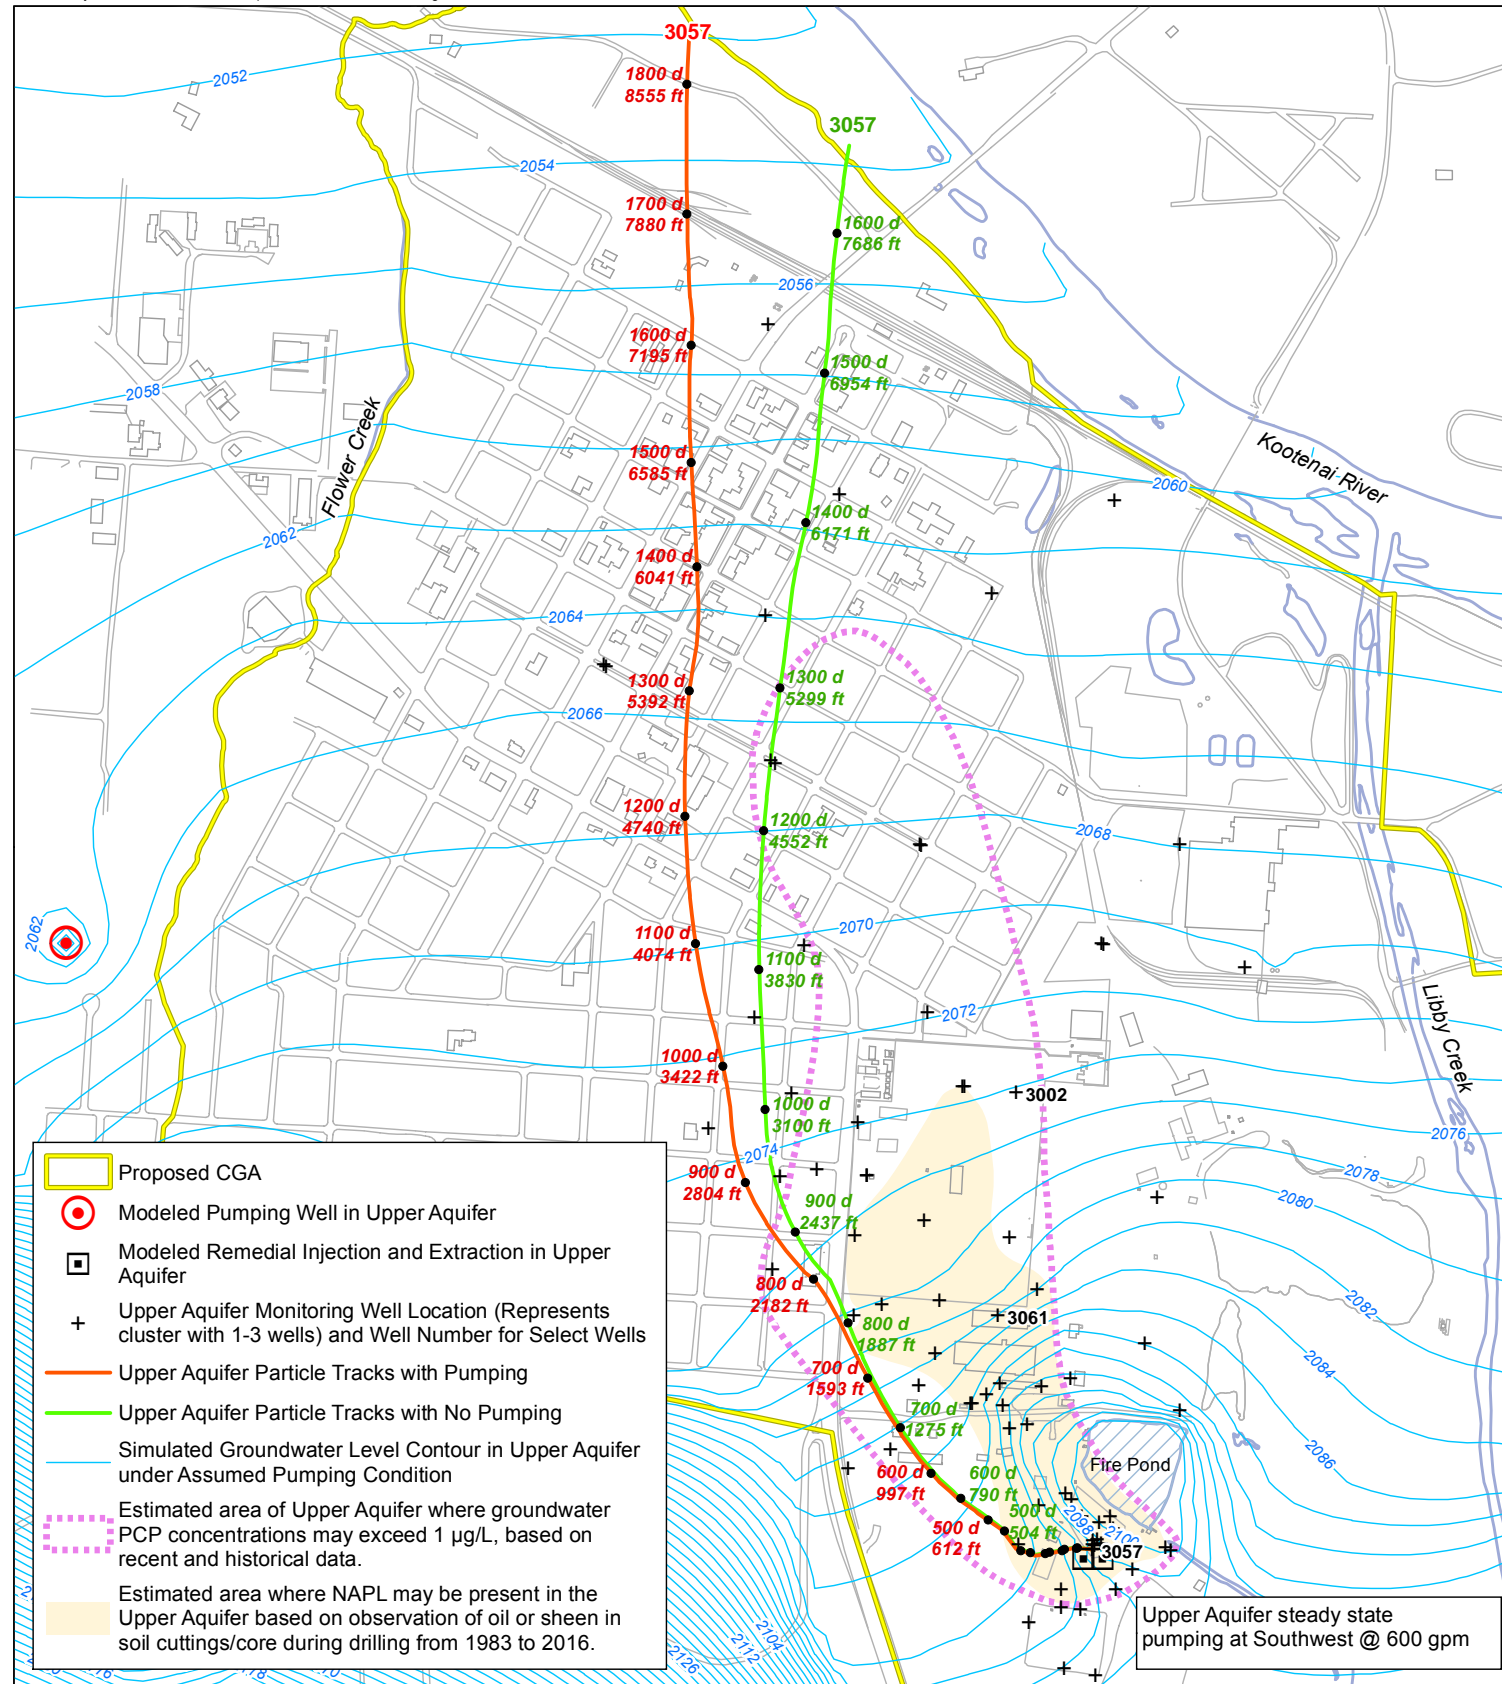 3057
1800 d
8555 ft
2052
3057
2054
1700 d
7880 ft
1600 d
7686 ft
2056
1600 d
7195 ft
1500 d
6954 ft
2058
Flower Creek
Kootenai River
1500 d
6585 ft
2060
1400 d
6171 ft
2062
1400 d
6041 ft
2064
1300 d
5392 ft
1300 d
5299 ft
2066
1200 d
4740 ft
1200 d
4552 ft
2068
2062
1100 d
4074 ft
2070
1100 d
3830 ft
2072
Libby Creek
1000 d
3422 ft
3002
1000 d
3100 ft
2076
2074
900 d
2804 ft
2078
2080
900 d
2437 ft
800 d
2182 ft
2082
3061
800 d
1887 ft
2084
700 d
1593 ft
700 d
1275 ft
2086
Fire Pond
600 d
997 ft
600 d
790 ft
500 d
504 ft
500 d
612 ft
2098
3057
Proposed CGA
Modeled Pumping Well in Upper Aquifer
Modeled Remedial Injection and Extraction in Upper
Aquifer
Upper Aquifer Monitoring Well Location (Represents
cluster with 1-3 wells) and Well Number for Select Wells
Upper Aquifer Particle Tracks with Pumping
Upper Aquifer Particle Tracks with No Pumping
Simulated Groundwater Level Contour in Upper Aquifer
under Assumed Pumping Condition
Estimated area of Upper Aquifer where groundwater
PCP concentrations may exceed 1 µg/L, based on
recent and historical data.
Estimated area where NAPL may be present in the
Upper Aquifer based on observation of oil or sheen in
soil cuttings/core during drilling from 1983 to 2016.
2104
2112
2126
Upper Aquifer steady state
pumping at Southwest @ 600 gpm